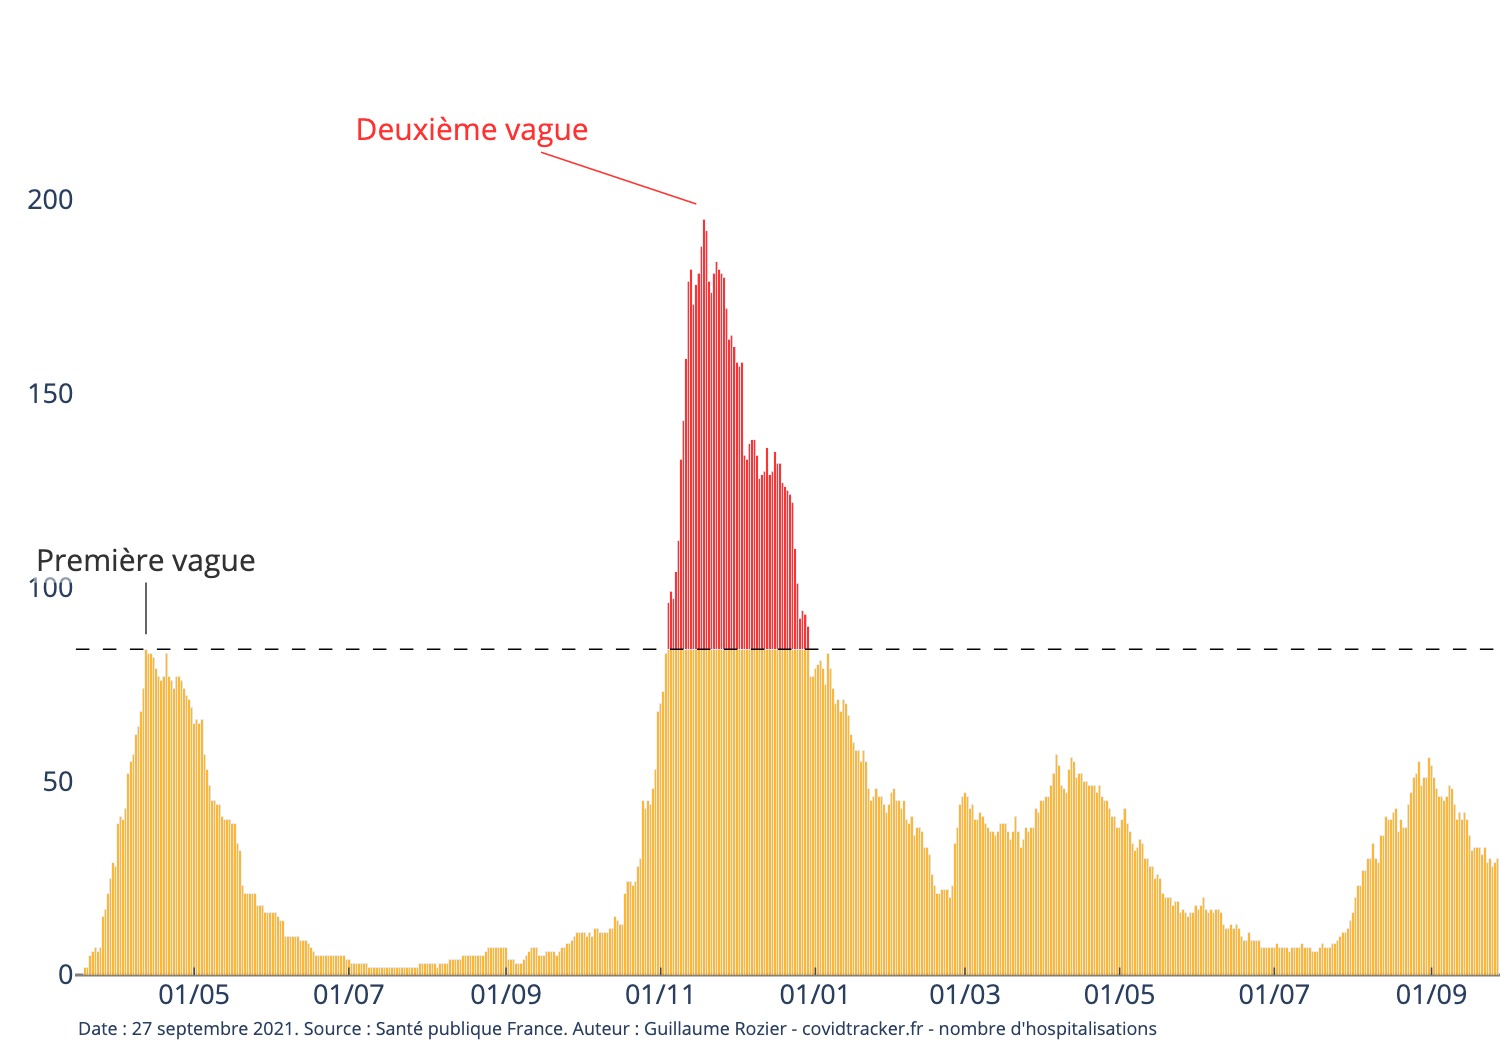 Deuxième vague
200
150
Première vague
100
50
0
01/05 01/07 01/09 01/11 01/01 01/03 01/05 01/07 01/09
Date : 27 septembre 2021. Source : Santé publique France. Auteur : Guillaume Rozier - covidtracker.fr - nombre d'hospitalisations